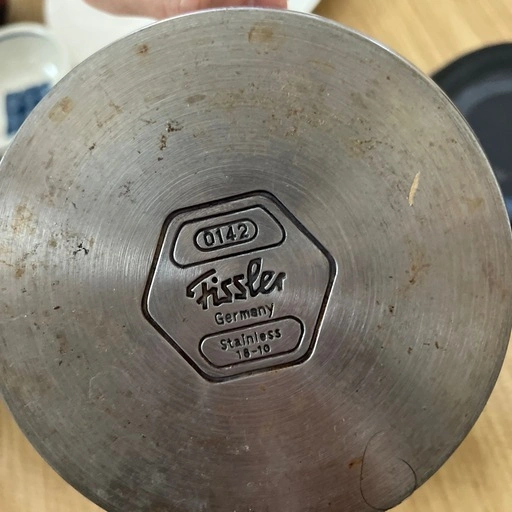 0142
Fissler
Germany
Stainless
18-10